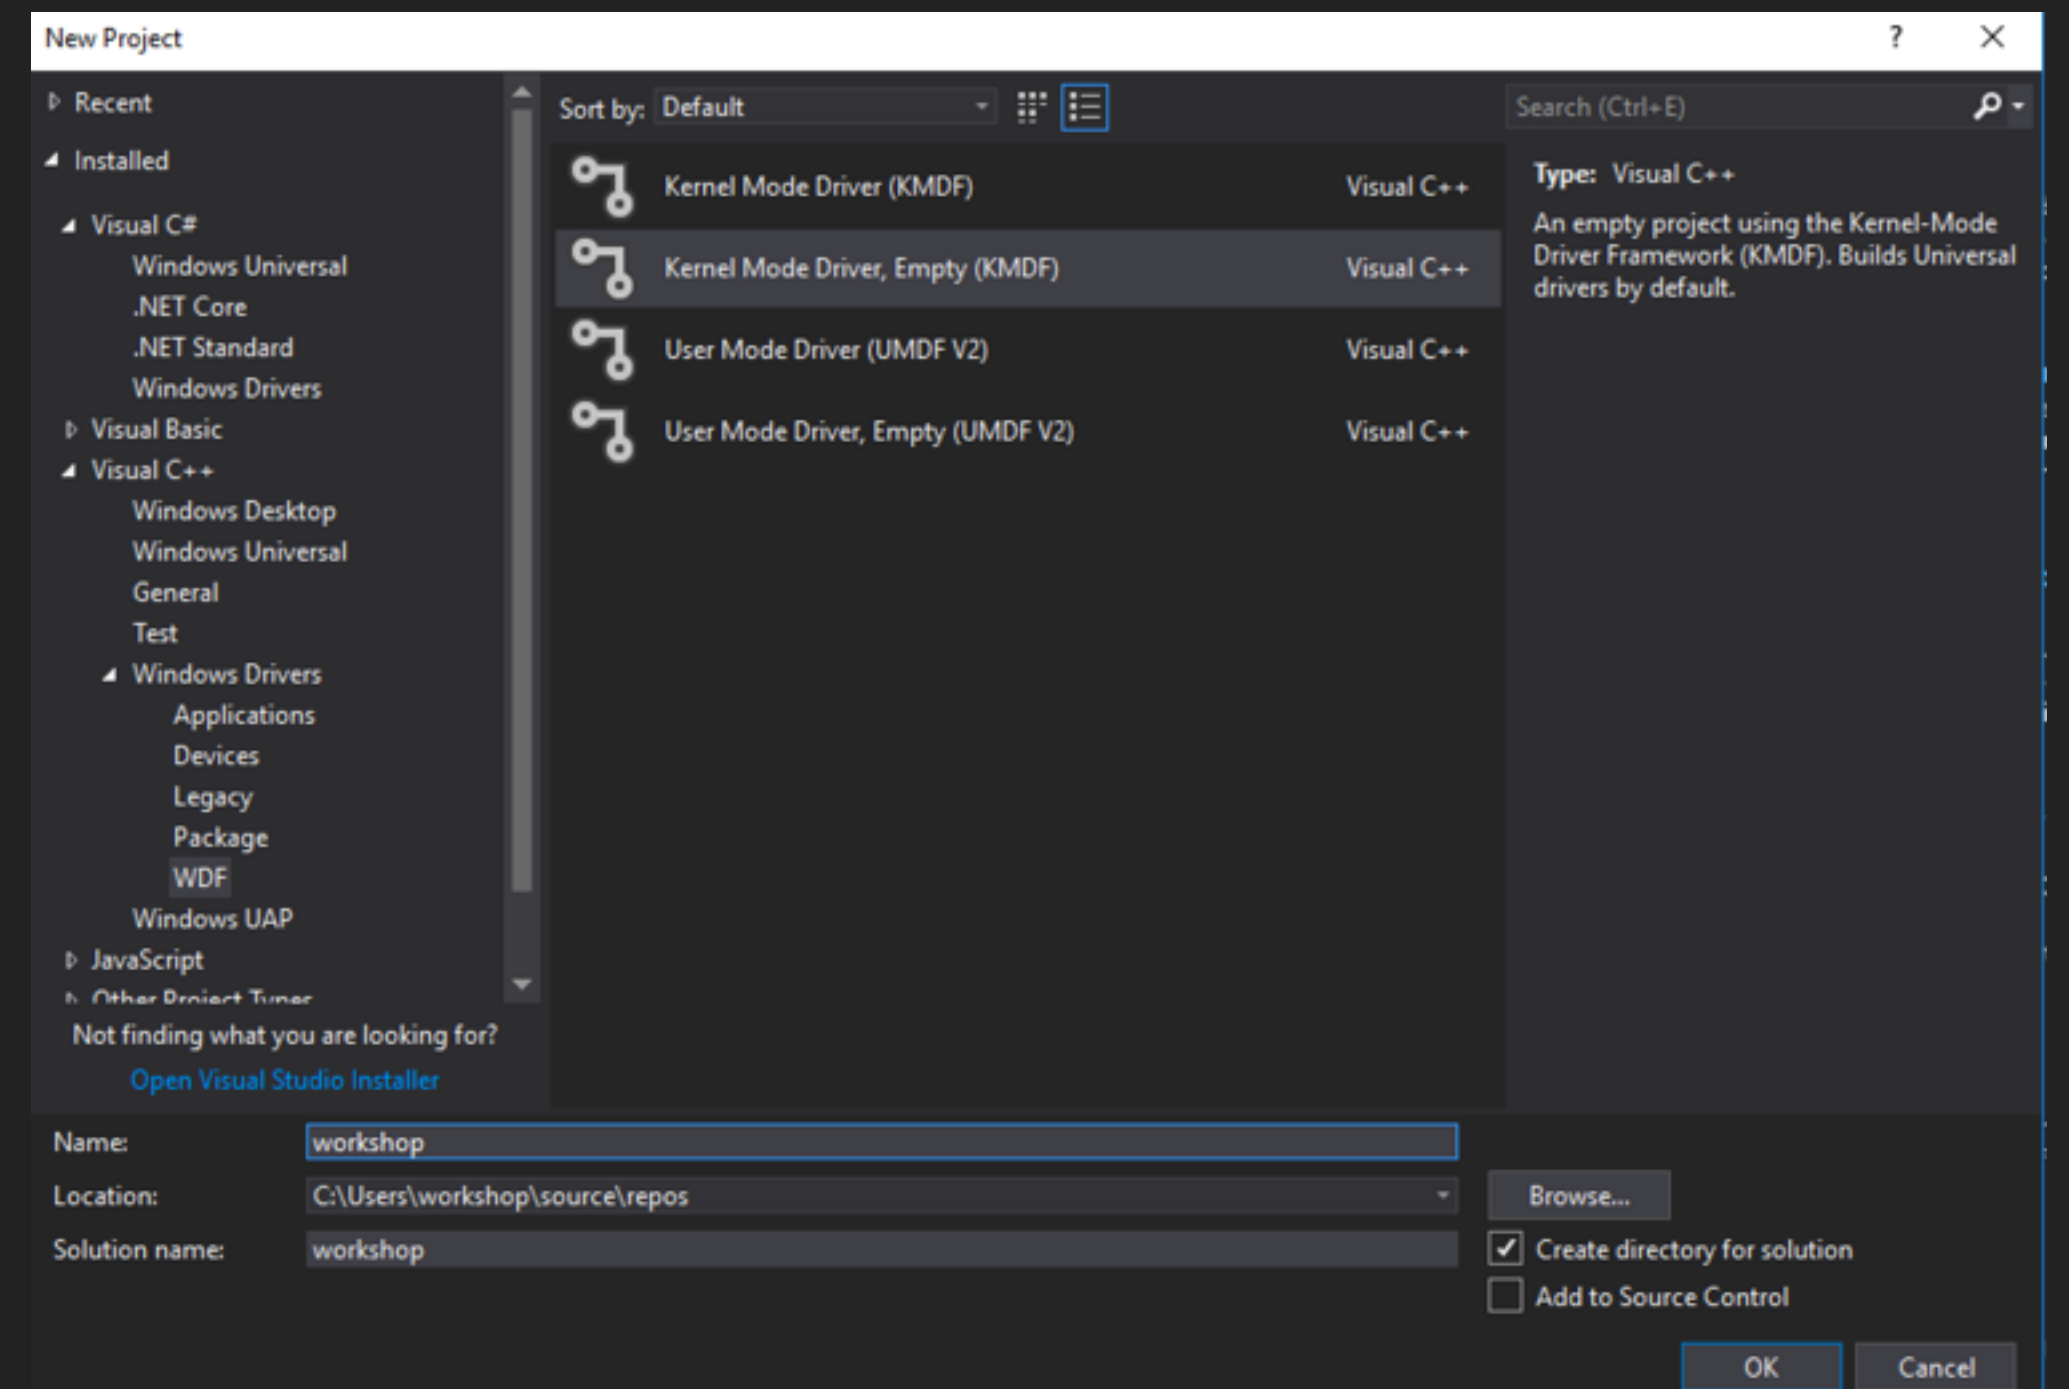 New Project
?
Recent
Installed
Visual C#
Windows Universal
.NET Core
.NET Standard
Windows Drivers
Visual Basic
Visual C++
Windows Desktop
Windows Universal
General
Test
Windows Drivers
Applications
Devices
Legacy
Package
WDF
Windows UAP
JavaScript
Other Project Types
Not finding what you are looking for?
Open Visual Studio Installer
Sort by: Default
Kernel Mode Driver (KMDF) Visual C++
Kernel Mode Driver, Empty (KMDF) Visual C++
User Mode Driver (UMDF V2) Visual C++
User Mode Driver, Empty (UMDF V2) Visual C++
Search (Ctrl+E)
Type: Visual C++
An empty project using the Kernel-Mode
Driver Framework (KMDF). Builds Universal
drivers by default.
Name: workshop
Location: C:\Users\workshop\source\repos
Browse...
Solution name: workshop
Create directory for solution
Add to Source Control
OK
Cancel